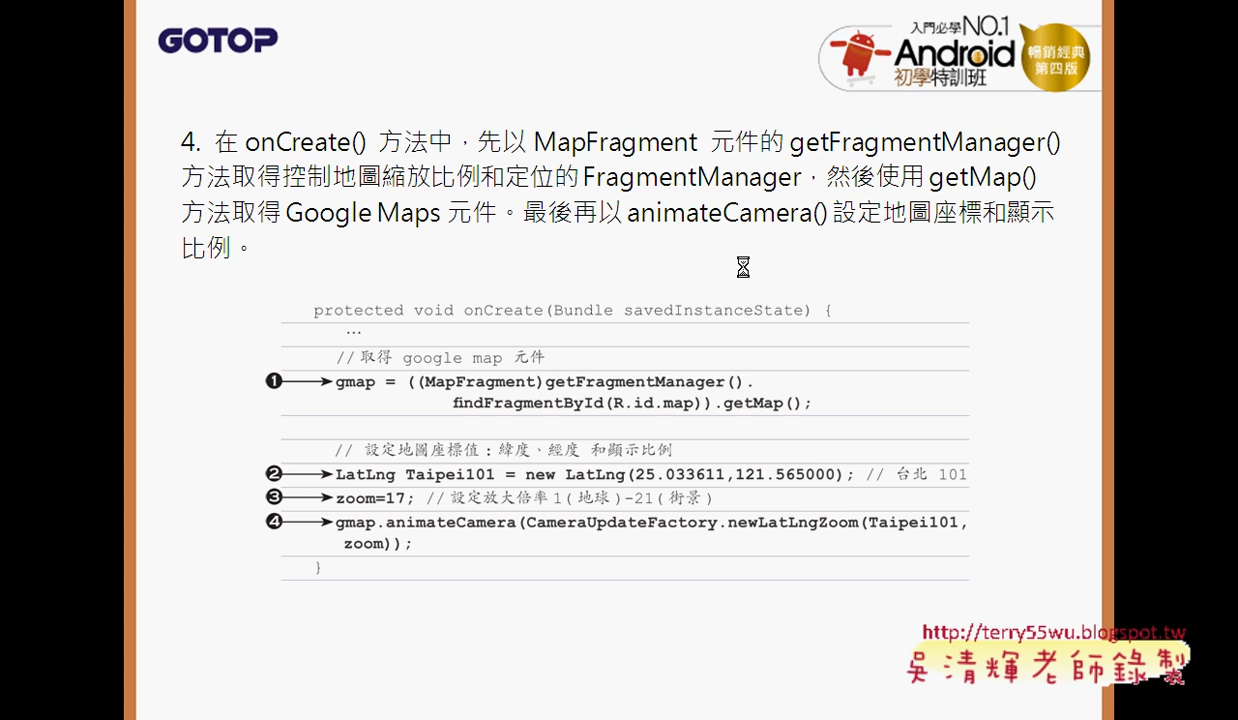 GOTOP
入門必學NO.1
Android
初學特訓班
暢銷經典
第四版
4. 在 onCreate() 方法中，先以 MapFragment 元件的 getFragmentManager()
方法取得控制地圖縮放比例和定位的 FragmentManager，然後使用 getMap()
方法取得 Google Maps 元件。最後再以 animateCamera() 設定地圖座標和顯示
比例。
protected void onCreate(Bundle savedInstanceState) {
...
//取得 google map 元件
❶ gmap = ((MapFragment)getFragmentManager().
findFragmentById(R.id.map)).getMap();
// 設定地圖座標值：緯度、經度 和顯示比例
❷ LatLng Taipei101 = new LatLng(25.033611,121.565000); // 台北 101
❸ zoom=17; //設定放大倍率1(地球)-21(街景)
❹ gmap.animateCamera(CameraUpdateFactory.newLatLngZoom(Taipei101,
zoom));
}
http://terry55wu.blogspot.tw
吳清輝老師錄製